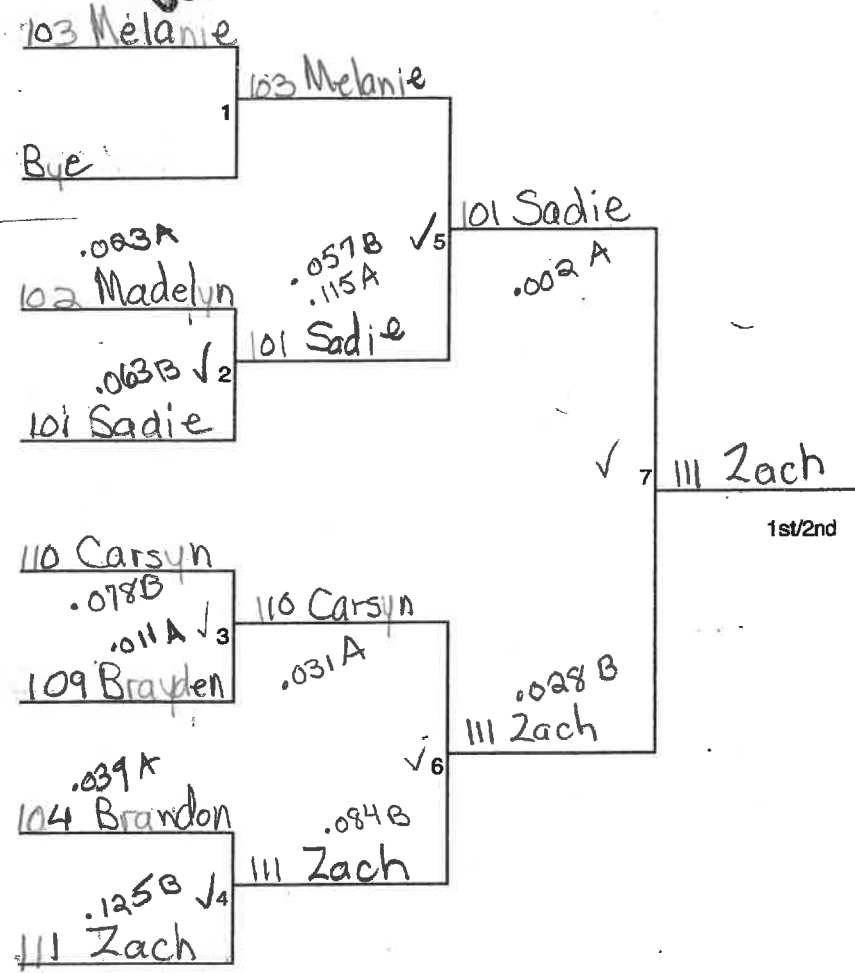 103 Mélanie
103 Melanie
1
Bye
101 Sadie
.023A
.057B
✓5
.002 A
.115A
102 Madelyn
101 Sadie
.063B ✓2
101 Sadie
✓ 7
111 Zach
1st/2nd
110 Carsyn
.078B
110 Carsyn
.011A ✓3
.031A
109 Brayden
.028 B
111 Zach
.039 A
✓6
104 Brandon
.084B
111 Zach
.125B ✓4
111 Zach